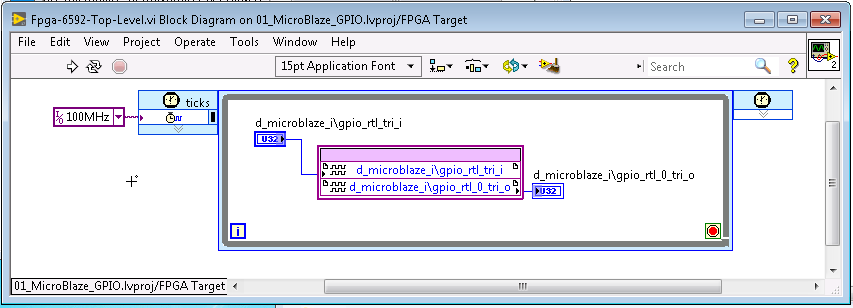 Fpga-6592-Top-Level.vi Block Diagram on 01_MicroBlaze_GPIO.lvproj/FPGA Target
File Edit View Project Operate Tools Window Help
15pt Application Font
Search
?
2
ticks
100MHz
d_microblaze_i\gpio_rtl_tri_i
U32
d_microblaze_i\gpio_rtl_tri_i
d_microblaze_i\gpio_rtl_0_tri_o
d_microblaze_i\gpio_rtl_0_tri_o
U32
i
01_MicroBlaze_GPIO.lvproj/FPGA Target